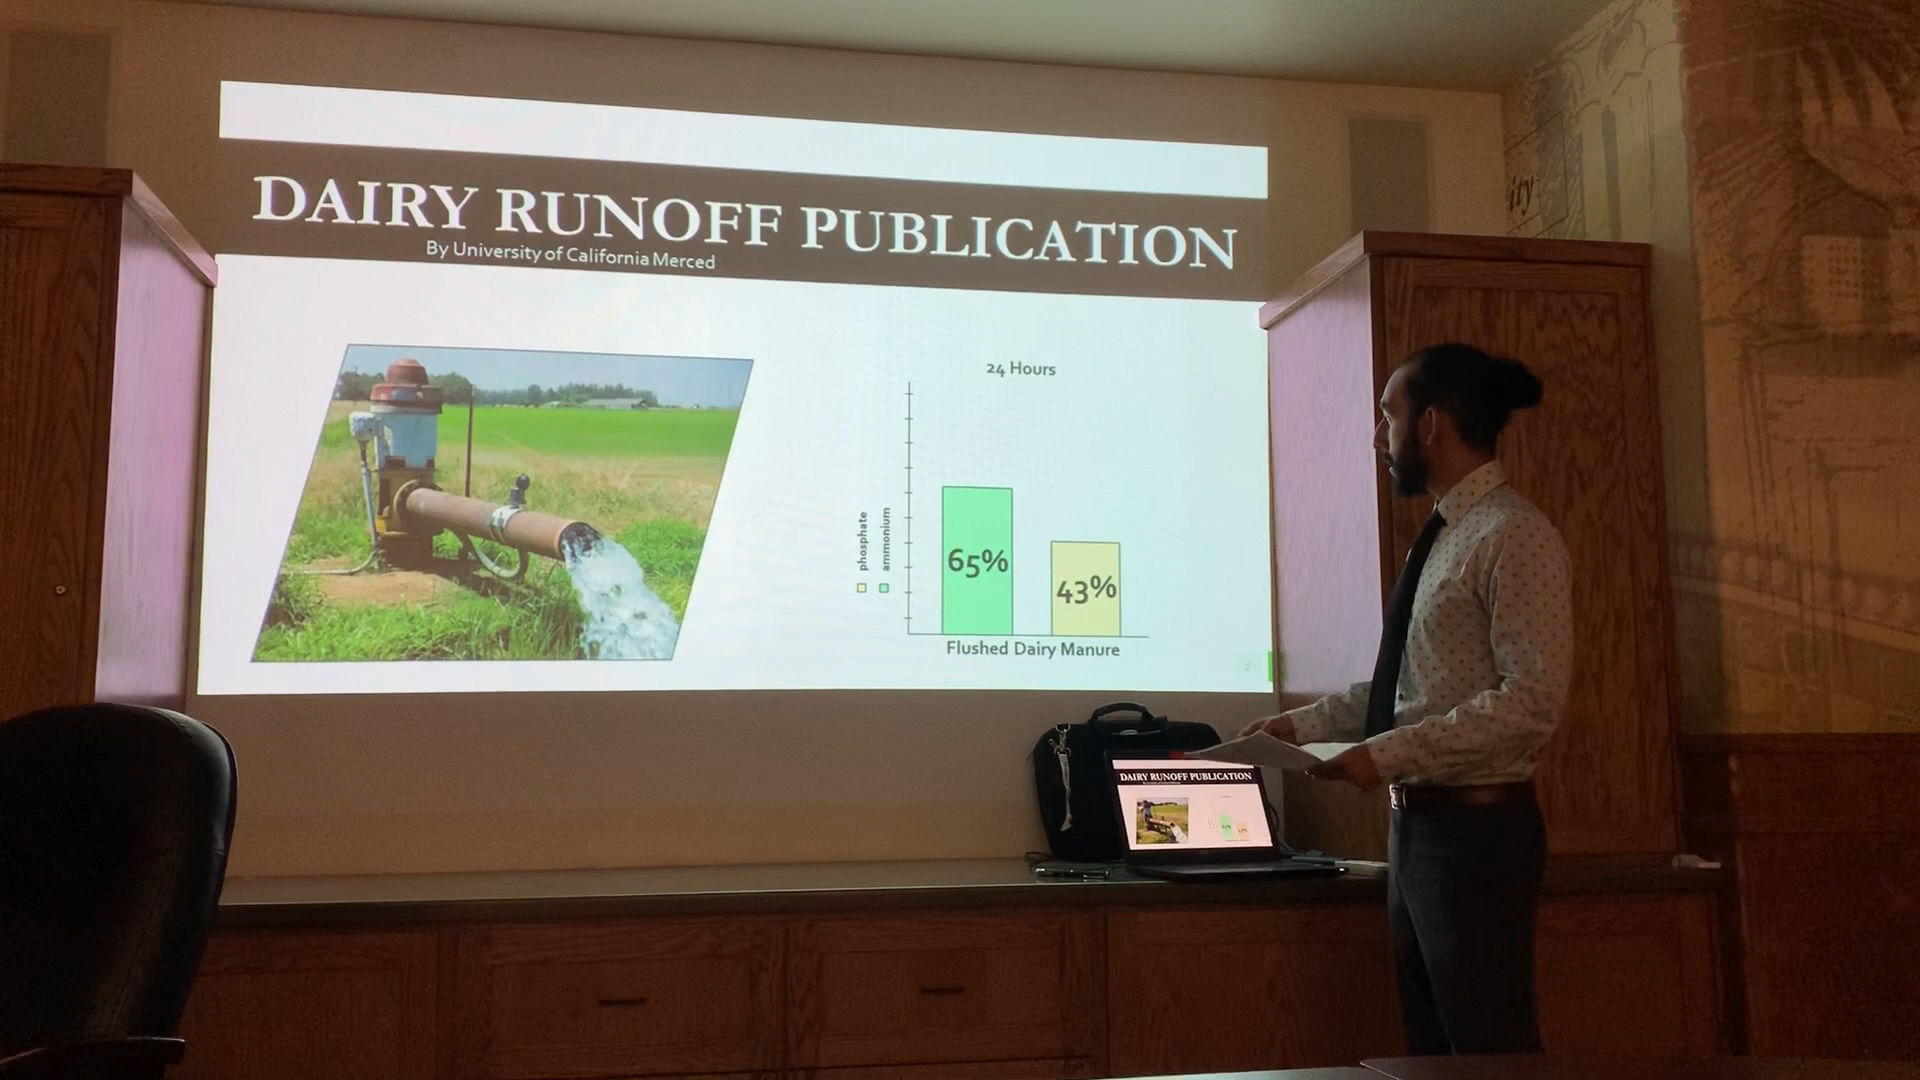 DAIRY RUNOFF PUBLICATION
By University of California Merced
24 Hours
phosphate
ammonium
65%
43%
Flushed Dairy Manure
ity
DAIRY RUNOFF PUBLICATION